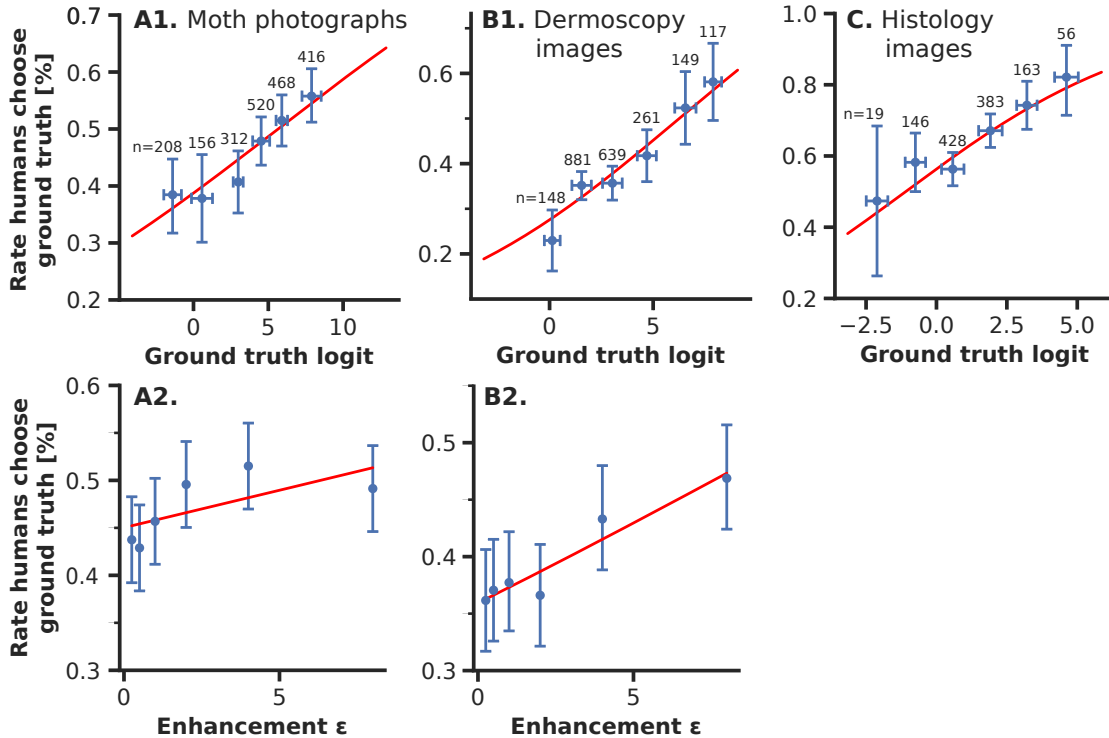 A1. Moth photographs
Rate humans choose
ground truth [%]
0.7
0.6
0.5
0.4
0.3
0.2
n=208
156
312
520
468
416
0
5
10
Ground truth logit
B1. Dermoscopy
images
0.6
0.4
0.2
n=148
881
639
261
149
117
0
5
Ground truth logit
C. Histology
images
1.0
0.8
0.6
0.4
0.2
n=19
146
428
383
163
56
−2.5
0.0
2.5
5.0
Ground truth logit
A2.
Rate humans choose
ground truth [%]
0.6
0.5
0.4
0.3
0
5
Enhancement ε
B2.
0.5
0.4
0.3
0
5
Enhancement ε